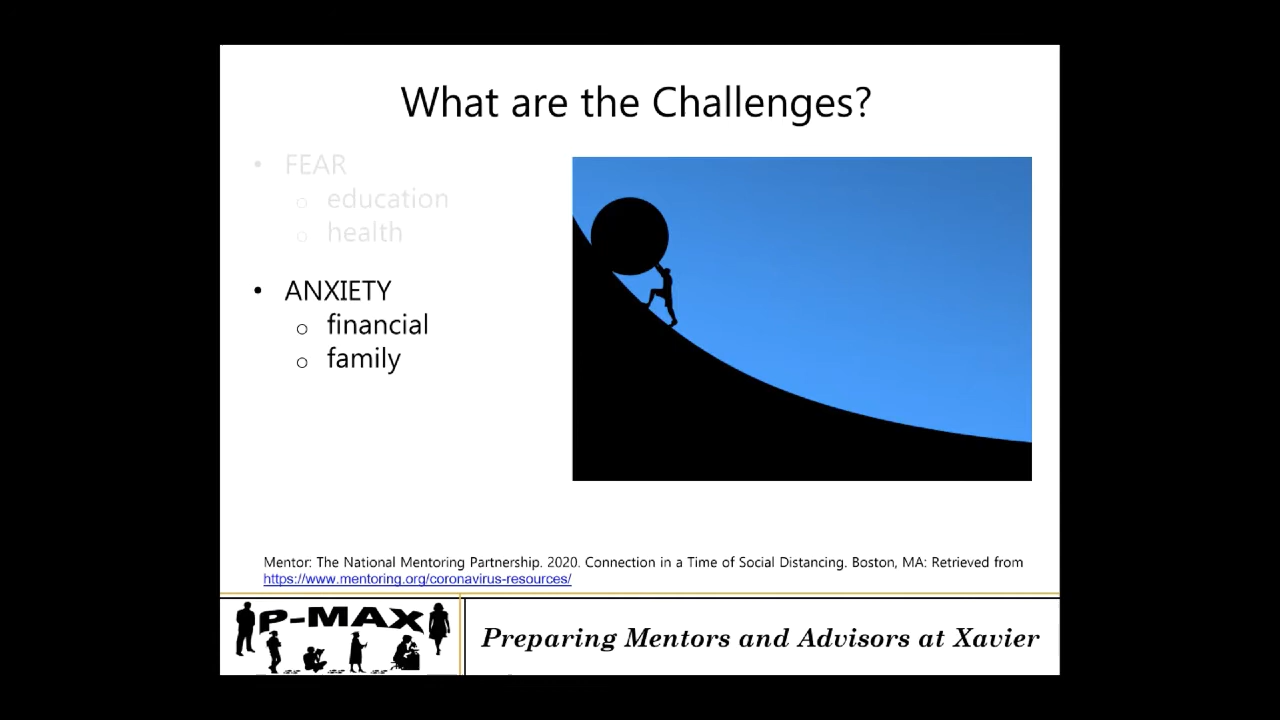 What are the Challenges?
• FEAR
o education
o health
• ANXIETY
o financial
o family
Mentor: The National Mentoring Partnership. 2020. Connection in a Time of Social Distancing. Boston, MA: Retrieved from
https://www.mentoring.org/coronavirus-resources/
P-MAX
Preparing Mentors and Advisors at Xavier